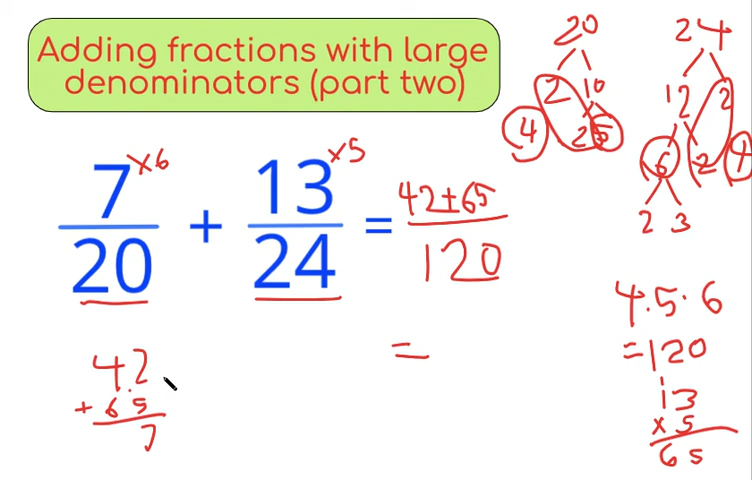 Adding fractions with large
denominators (part two)
7 ×6 + 13 ×5 = 42 + 65
20 24 120
=
42
+ 65
7
20
2 10
4 2 5
24
12 2
6 2 4
2 3
4.5.6
=120
1
13
× 5
65